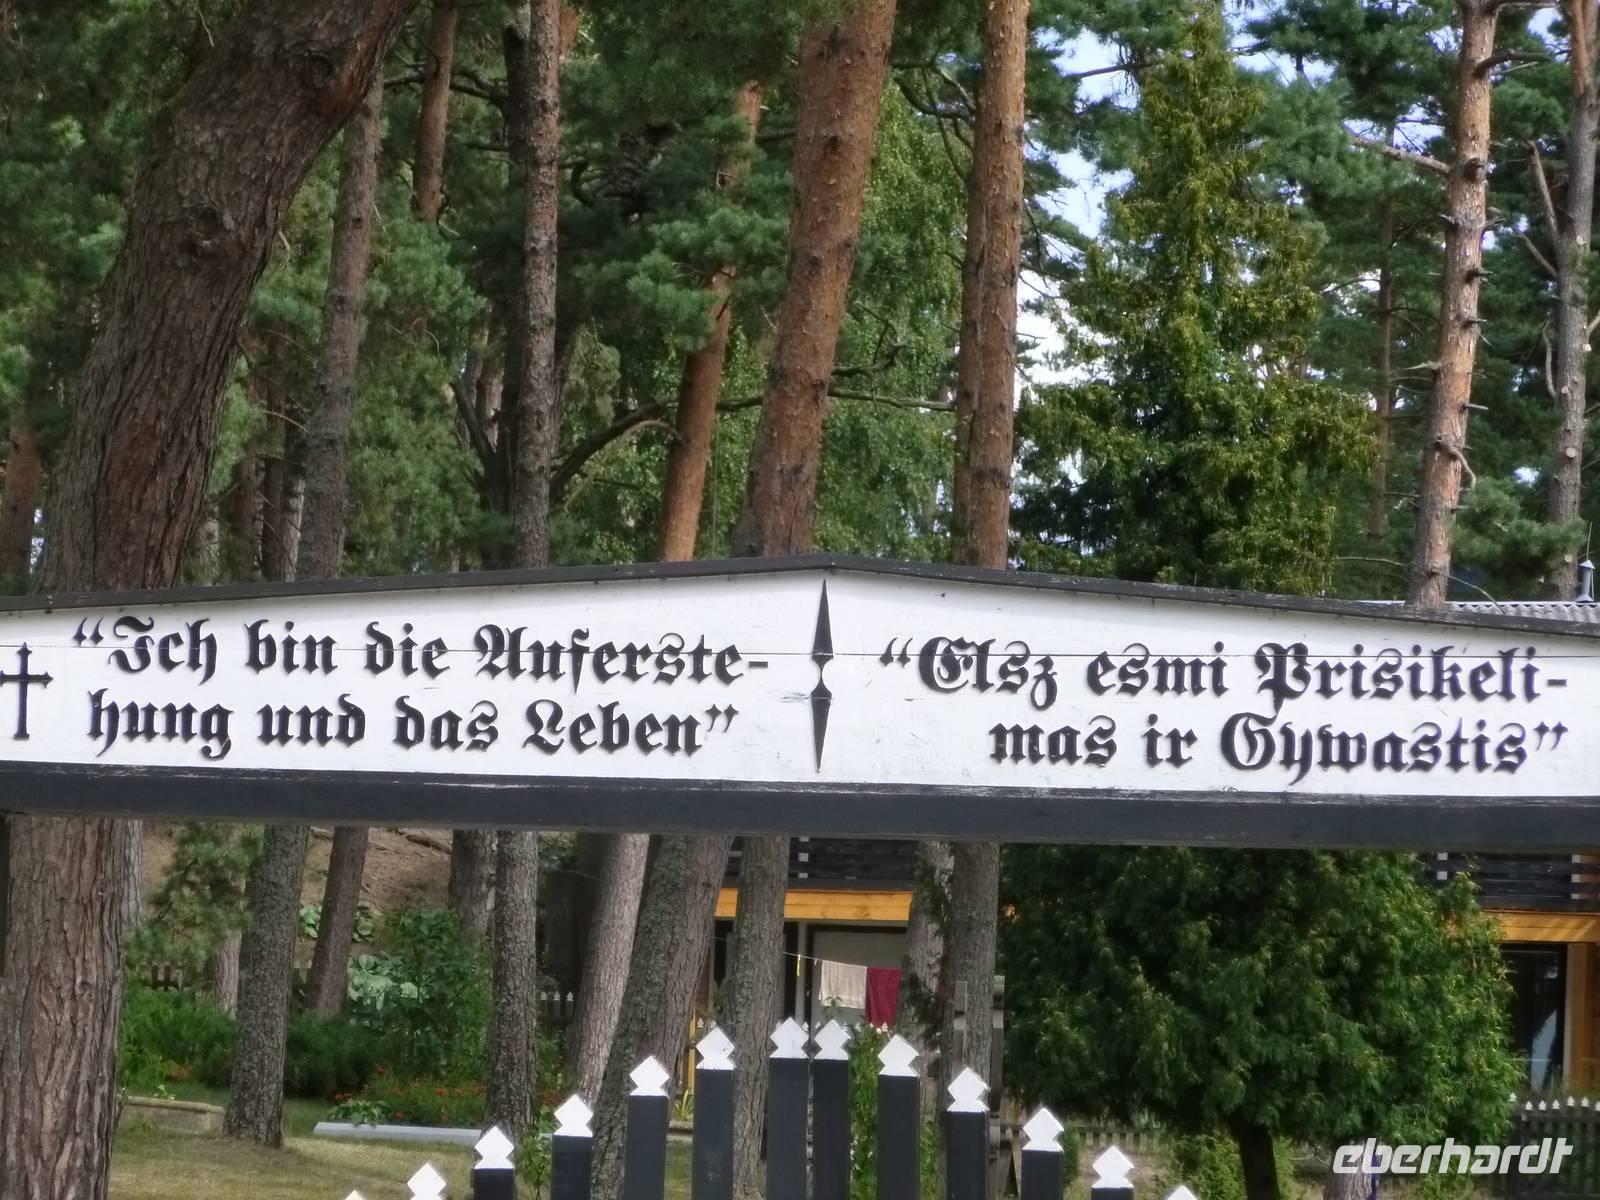 “Ich bin die Auferste-
hung und das Leben”
“Elsz esmi Prisikeli-
mas ir Gywastis”
eberhardt